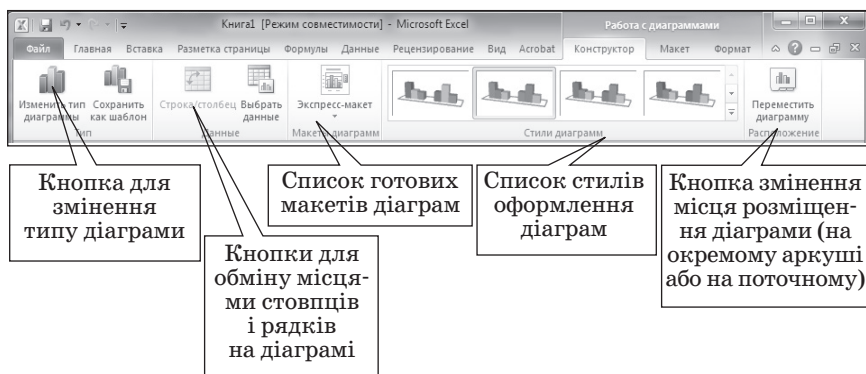 Книга1 [Режим совместимости] - Microsoft Excel
Работа с диаграммами
Файл Главная Вставка Разметка страницы Формулы Данные Рецензирование Вид Acrobat Конструктор Макет Формат
Изменить тип диаграммы
Сохранить как шаблон
Строка/столбец
Выбрать данные
Экспресс-макет
Переместить диаграмму
Тип
Данные
Макеты диаграмм
Стили диаграмм
Расположение
Кнопка для
змінення
типу діаграми
Кнопки для
обміну місця-
ми стовпців
і рядків
на діаграмі
Список готових
макетів діаграм
Список стилів
оформлення
діаграм
Кнопка змінення
місця розміщен-
ня діаграми (на
окремому аркуші
або на поточному)